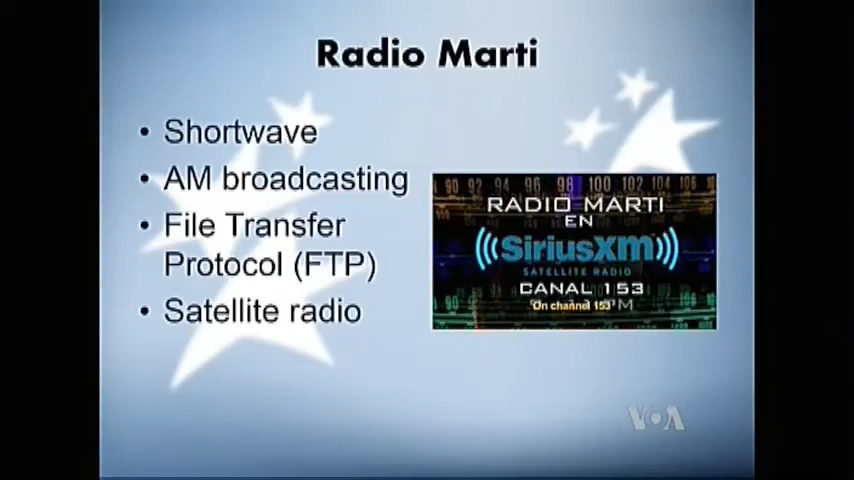 Radio Marti
• Shortwave
• AM broadcasting
• File Transfer
Protocol (FTP)
• Satellite radio
90 92 94 96 98 100 102 104 106
RADIO MARTI
EN
SiriusXM
SATELLITE RADIO
CANAL 153
"On channel 153"
VOA